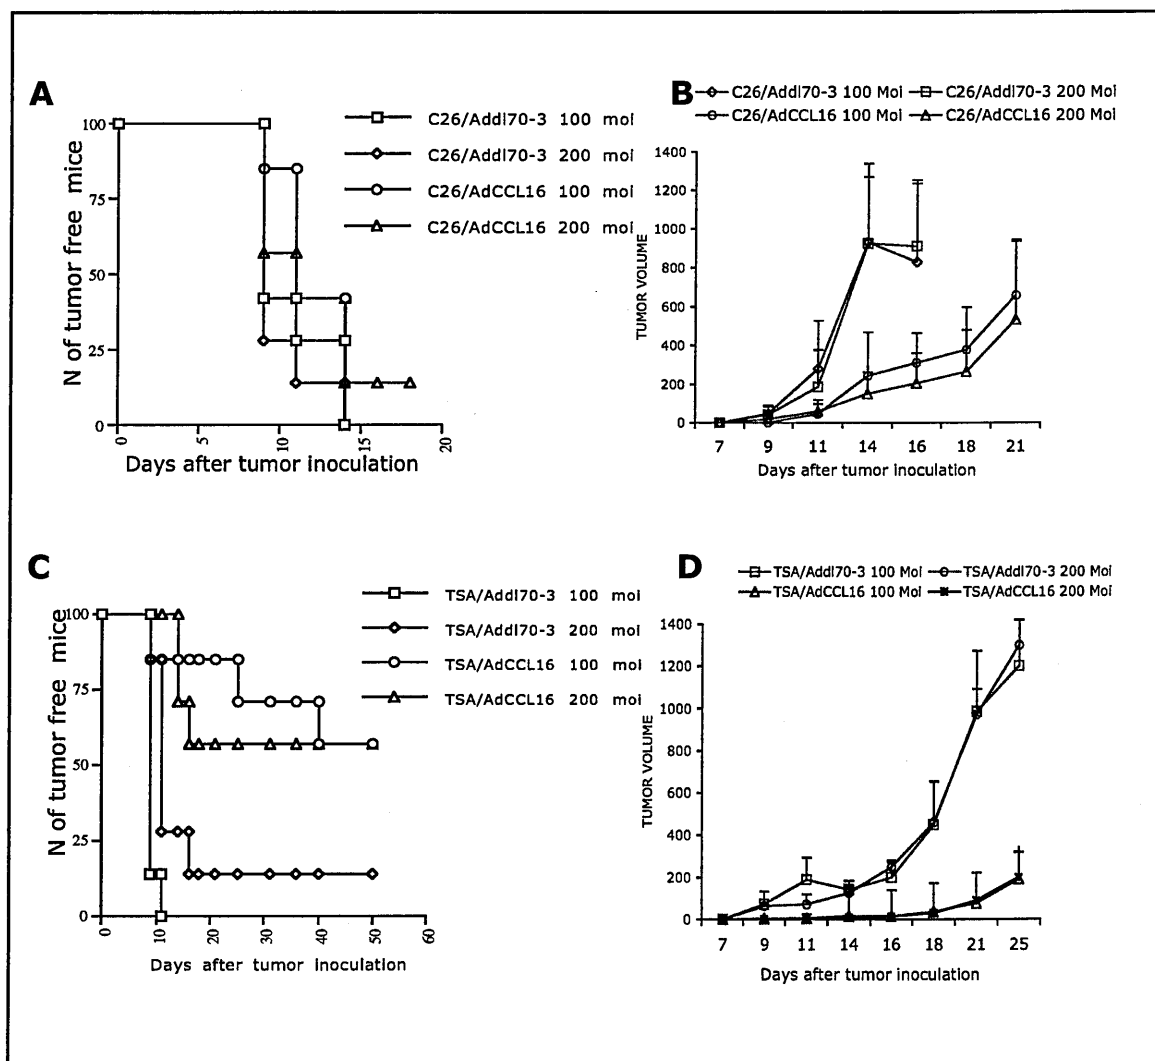 A
C26/Addl70-3 100 moi
C26/Addl70-3 200 moi
C26/AdCCL16 100 moi
C26/AdCCL16 200 moi
N of tumor free mice
100
75
50
25
0
0 5 10 15 20
Days after tumor inoculation
B
C26/Addl70-3 100 Moi C26/Addl70-3 200 Moi
C26/AdCCL16 100 Moi C26/AdCCL16 200 Moi
TUMOR VOLUME
1400
1200
1000
800
600
400
200
0
7 9 11 14 16 18 21
Days after tumor inoculation
C
TSA/Addl70-3 100 moi
TSA/Addl70-3 200 moi
TSA/AdCCL16 100 moi
TSA/AdCCL16 200 moi
N of tumor free mice
100
75
50
25
0
0 10 20 30 40 50 60
Days after tumor inoculation
D
TSA/Addl70-3 100 Moi TSA/Addl70-3 200 Moi
TSA/AdCCL16 100 Moi TSA/AdCCL16 200 Moi
TUMOR VOLUME
1400
1200
1000
800
600
400
200
0
7 9 11 14 16 18 21 25
Days after tumor inoculation